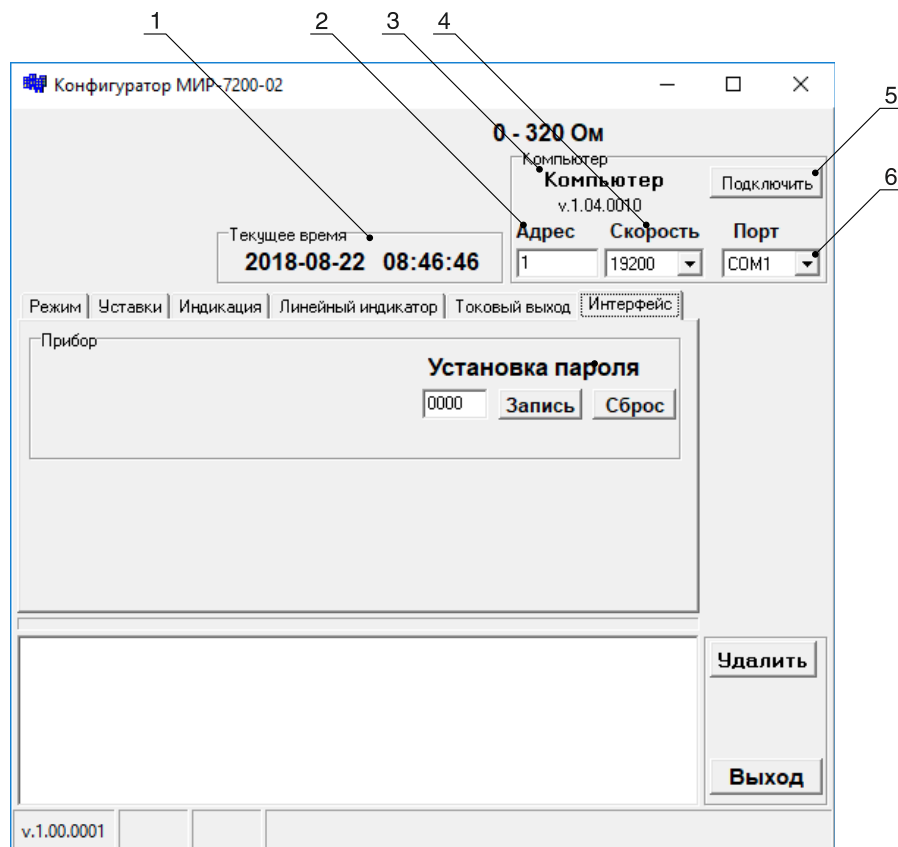 1 2 3 4
Конфигуратор МИР-7200-02
5
0 - 320 Ом
Компьютер
Компьютер
Подключить
6
v.1.04.0010
Адрес Скорость Порт
Текущее время
2018-08-22 08:46:46
1 19200 COM1
Режим Уставки Индикация Линейный индикатор Токовый выход Интерфейс
Прибор
Установка пароля
0000 Запись Сброс
Удалить
Выход
v.1.00.0001